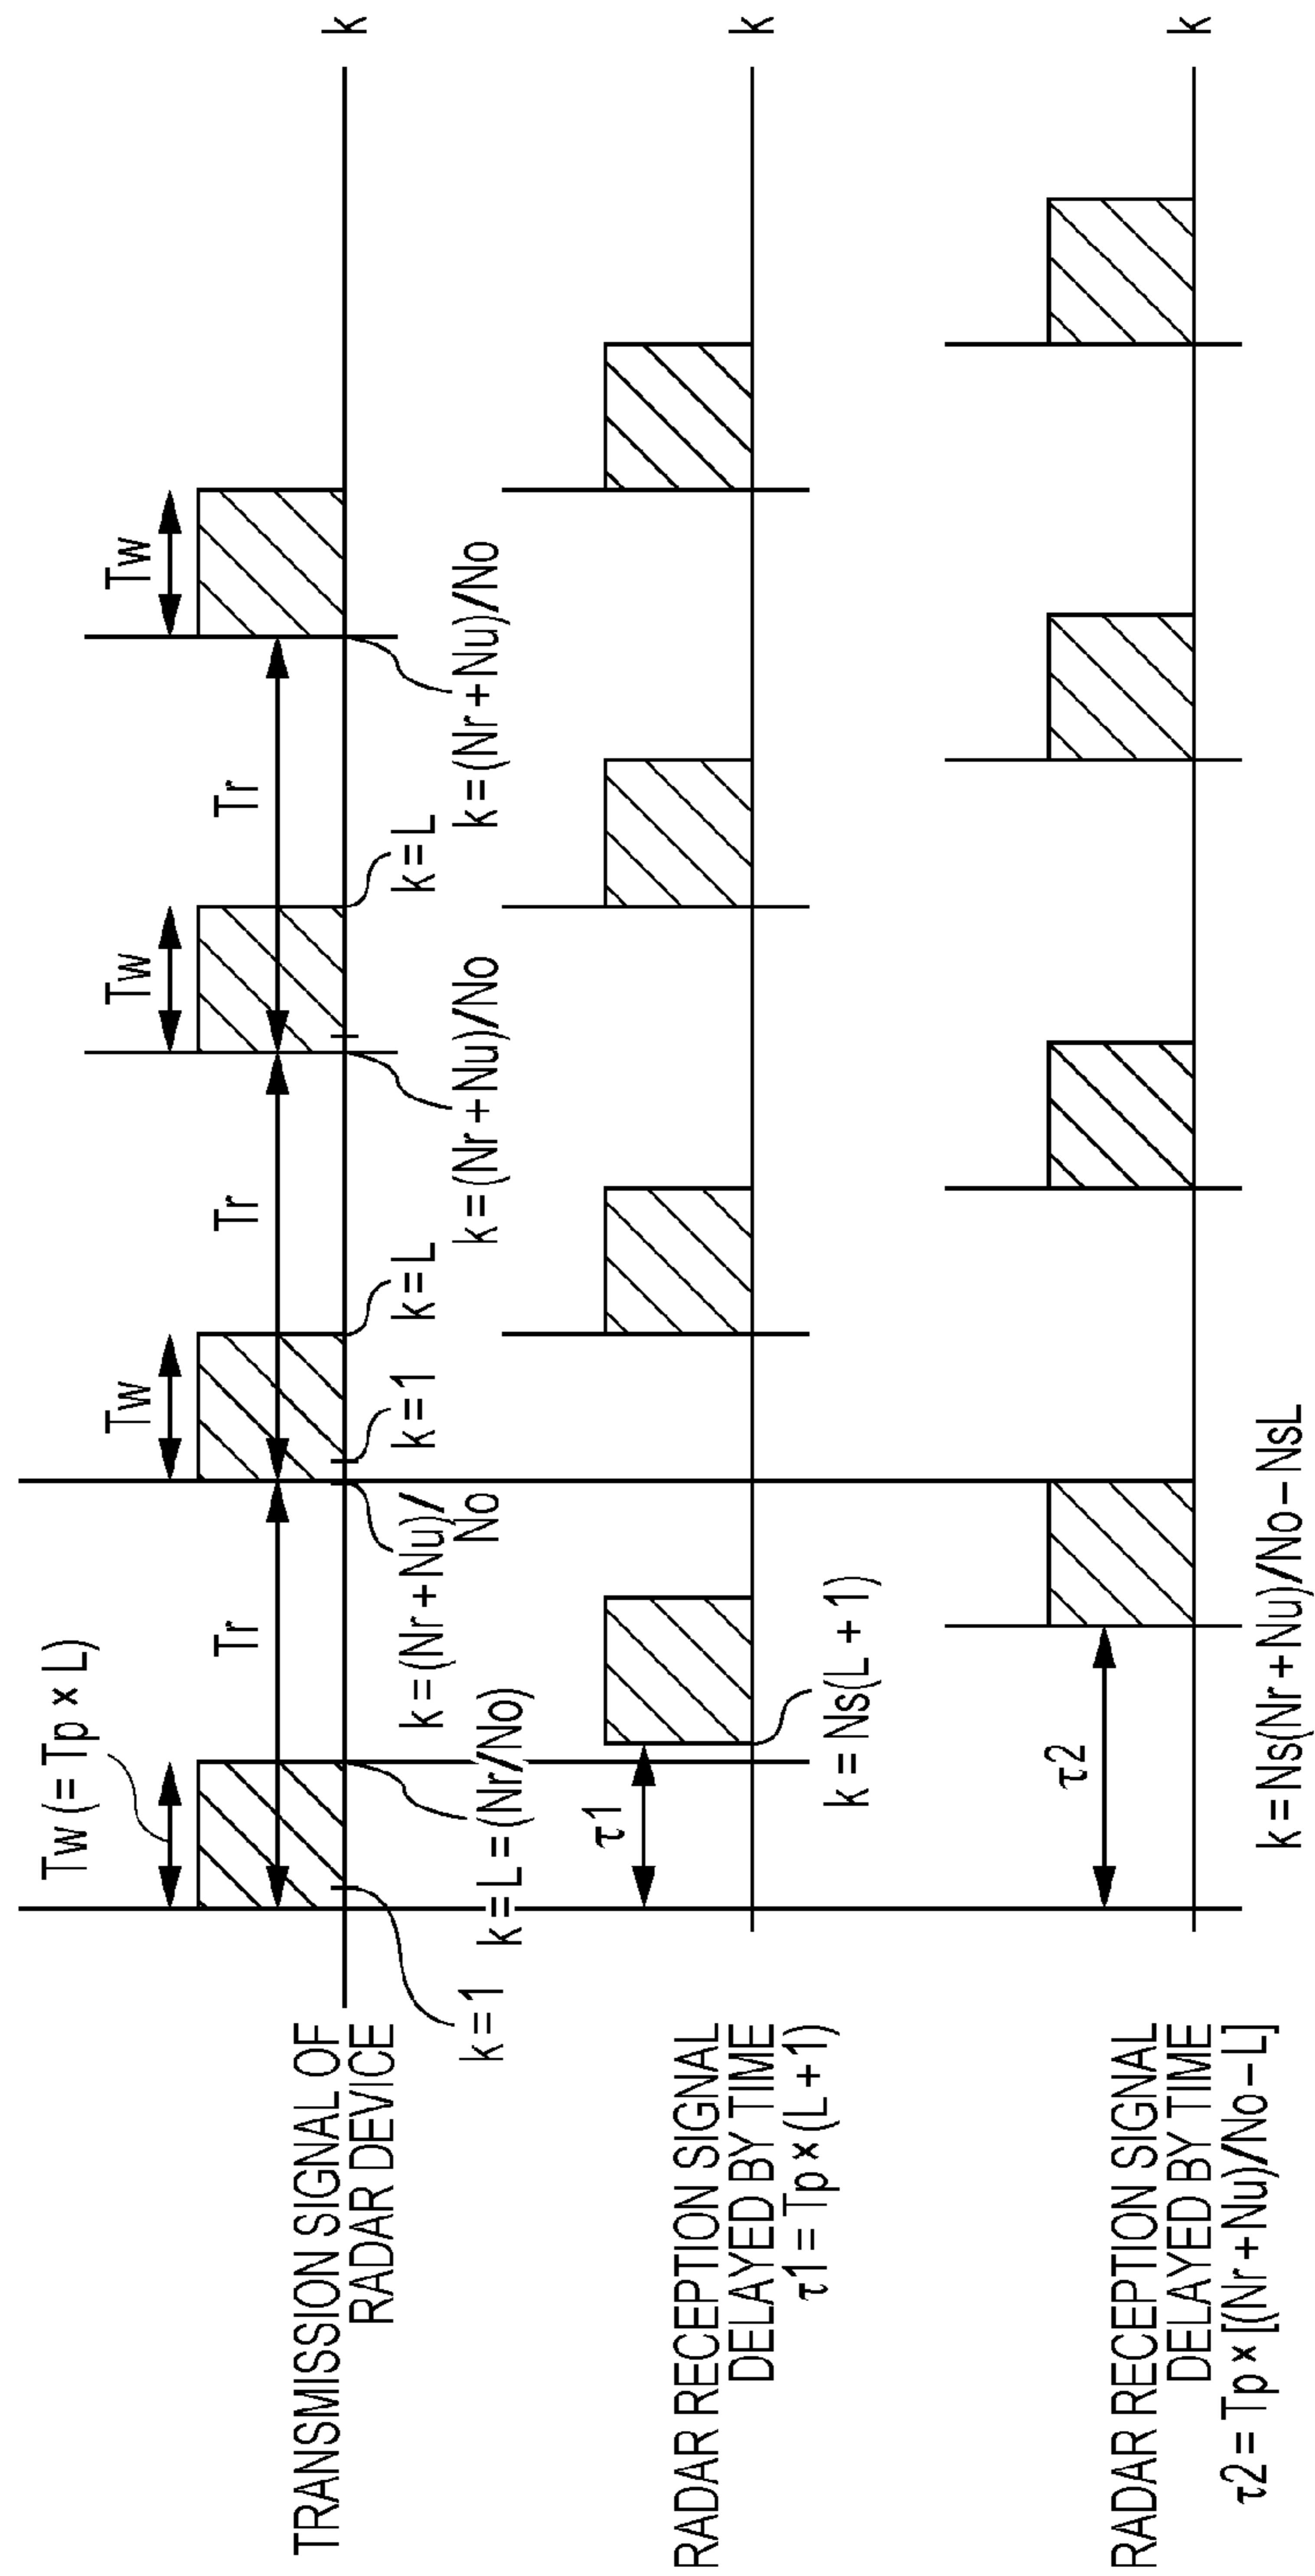 TRANSMISSION SIGNAL OF
RADAR DEVICE
Tw (= Tp × L)
Tw
Tw
Tw
Tr
Tr
Tr
k
k=1
k=L=(Nr/No)
k=(Nr+Nu)/
No
k=1
k=L
k=(Nr+Nu)/No
k=L
k=(Nr+Nu)/No
RADAR RECEPTION SIGNAL
DELAYED BY TIME
τ1=Tp×(L+1)
τ1
k=Ns(L+1)
k
RADAR RECEPTION SIGNAL
DELAYED BY TIME
τ2=Tp×[(Nr+Nu)/No-L]
τ2
k=Ns(Nr+Nu)/No-NsL
k